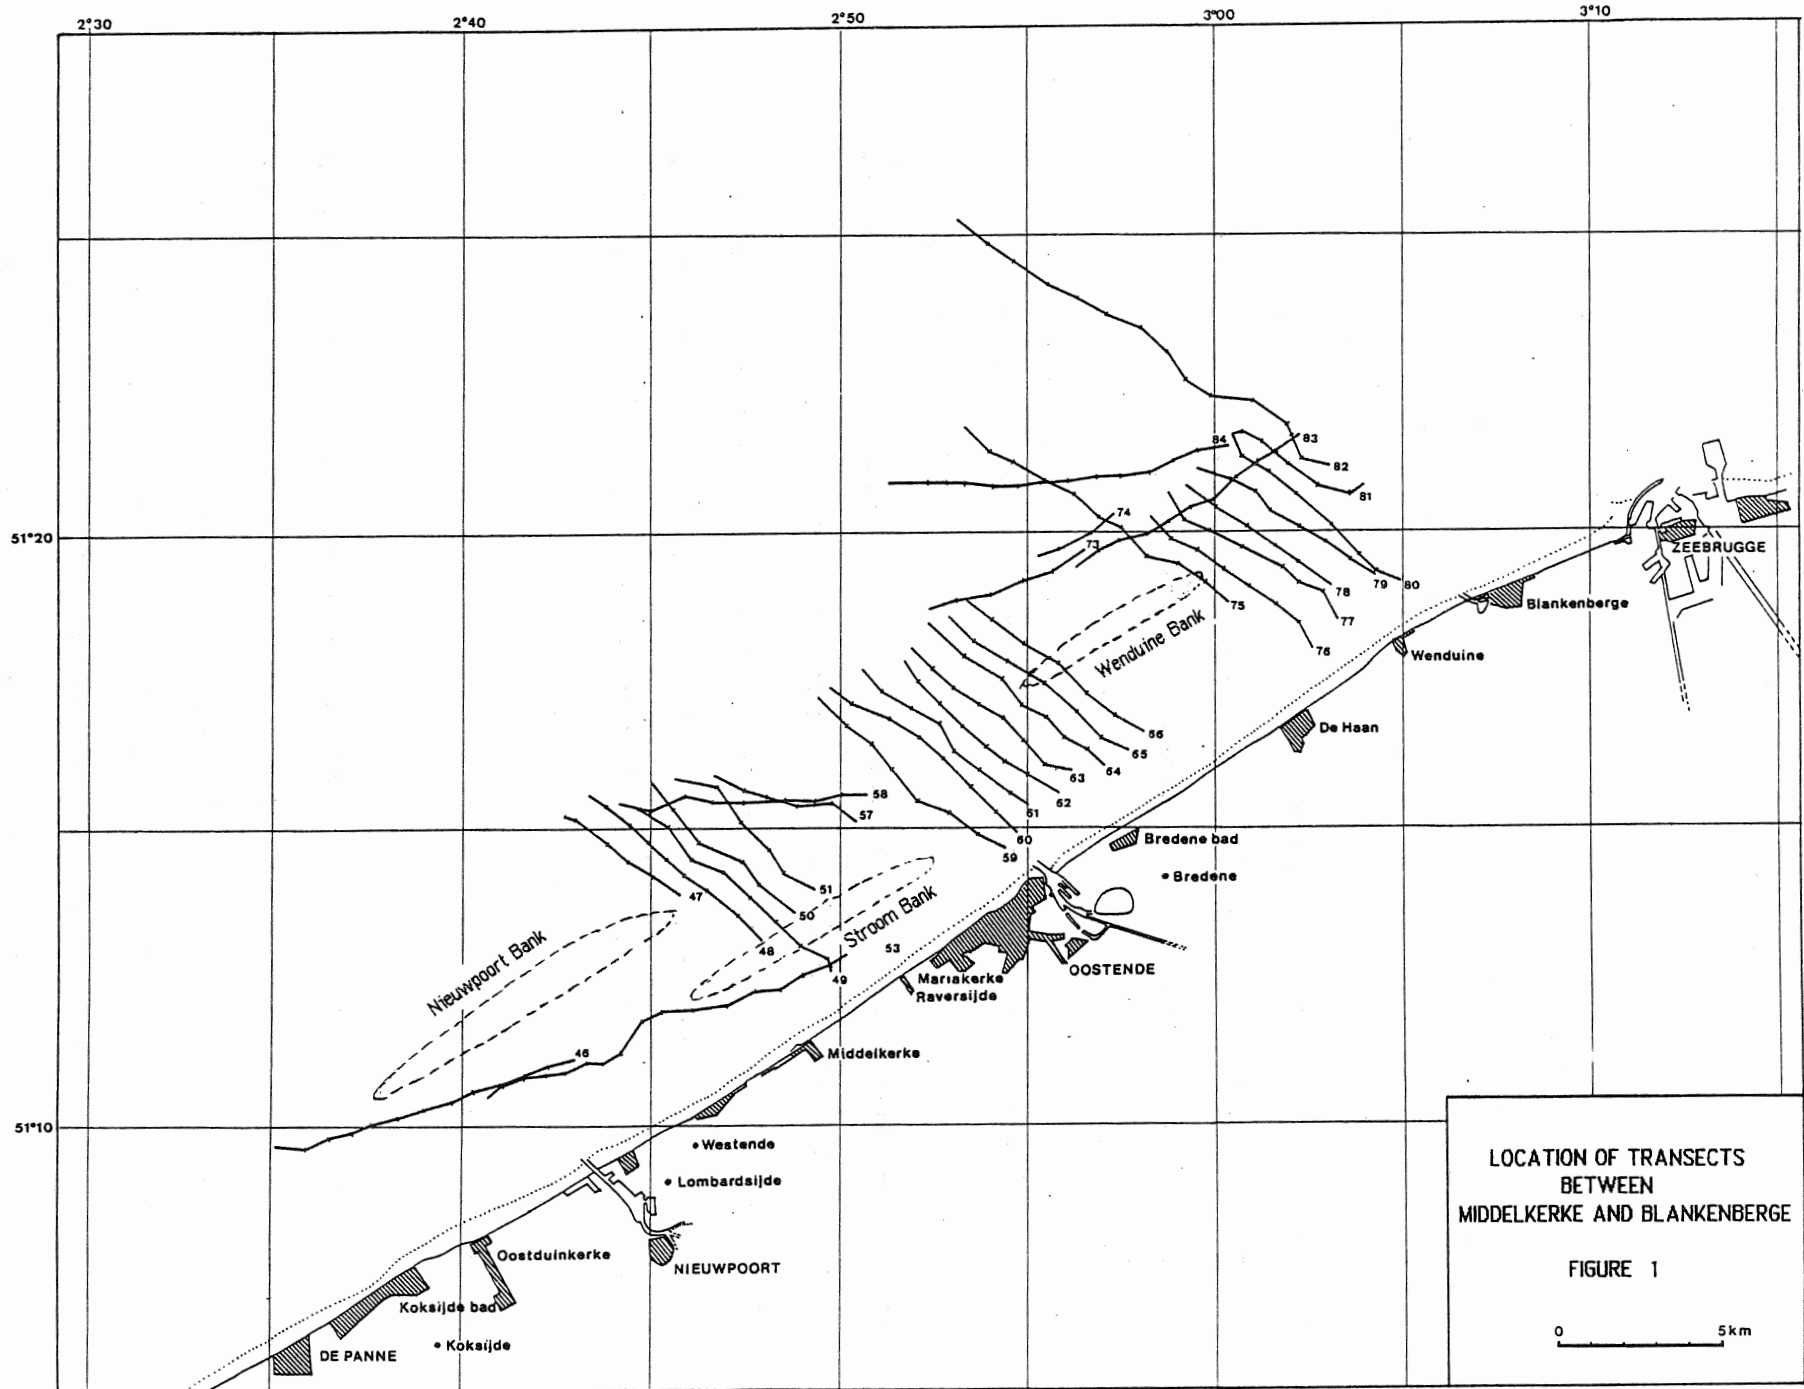 2°30
2°40
2°50
3°00
3°10
84
83
82
81
74
51°20
73
ZEEBRUGGE
80
79
78
75
77
76
Blankenberge
Wenduine Bank
Wenduine
De Haan
66
65
64
63
62
61
60
59
58
57
Bredene bad
Bredene
51
50
47
48
49
53
Stroom Bank
Nieuwpoort Bank
OOSTENDE
Mariakerke
Raversijde
46
Middelkerke
51°10
Westende
Lombardsijde
Oostduinkerke
NIEUWPOORT
Koksijde bad
Koksijde
DE PANNE
LOCATION OF TRANSECTS
BETWEEN
MIDDELKERKE AND BLANKENBERGE
FIGURE 1
0 5km